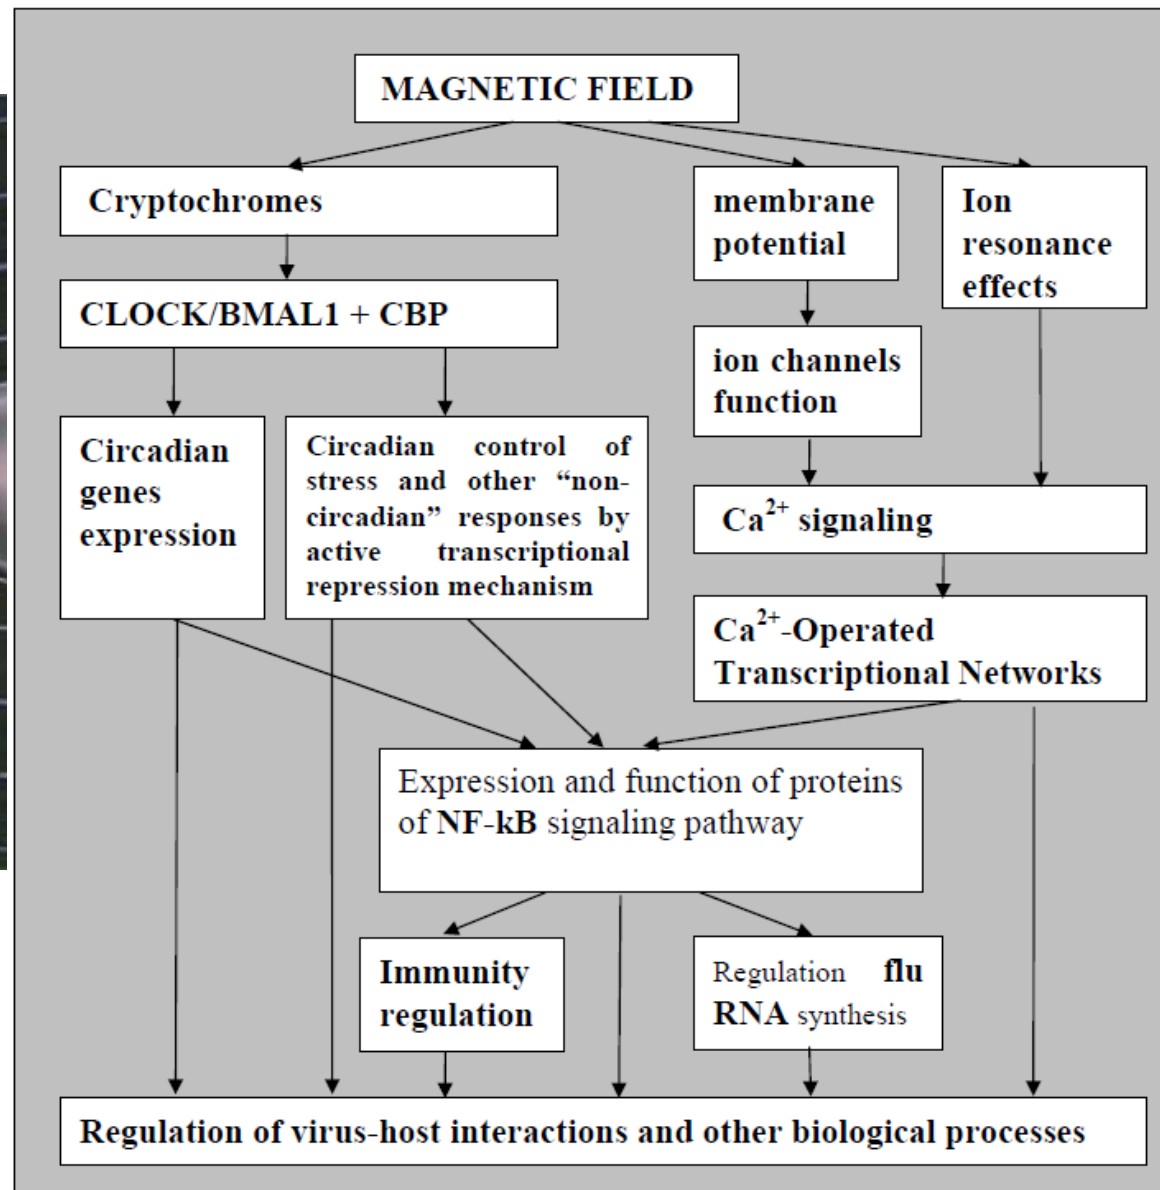 MAGNETIC FIELD
Cryptochromes
membrane
potential
Ion
resonance
effects
CLOCK/BMAL1 + CBP
ion channels
function
Circadian
genes
expression
Circadian control of
stress and other “non-
circadian” responses by
active transcriptional
repression mechanism
Ca²⁺ signaling
Ca²⁺-Operated
Transcriptional Networks
Expression and function of proteins
of NF-kB signaling pathway
Immunity
regulation
Regulation flu
RNA synthesis
Regulation of virus-host interactions and other biological processes